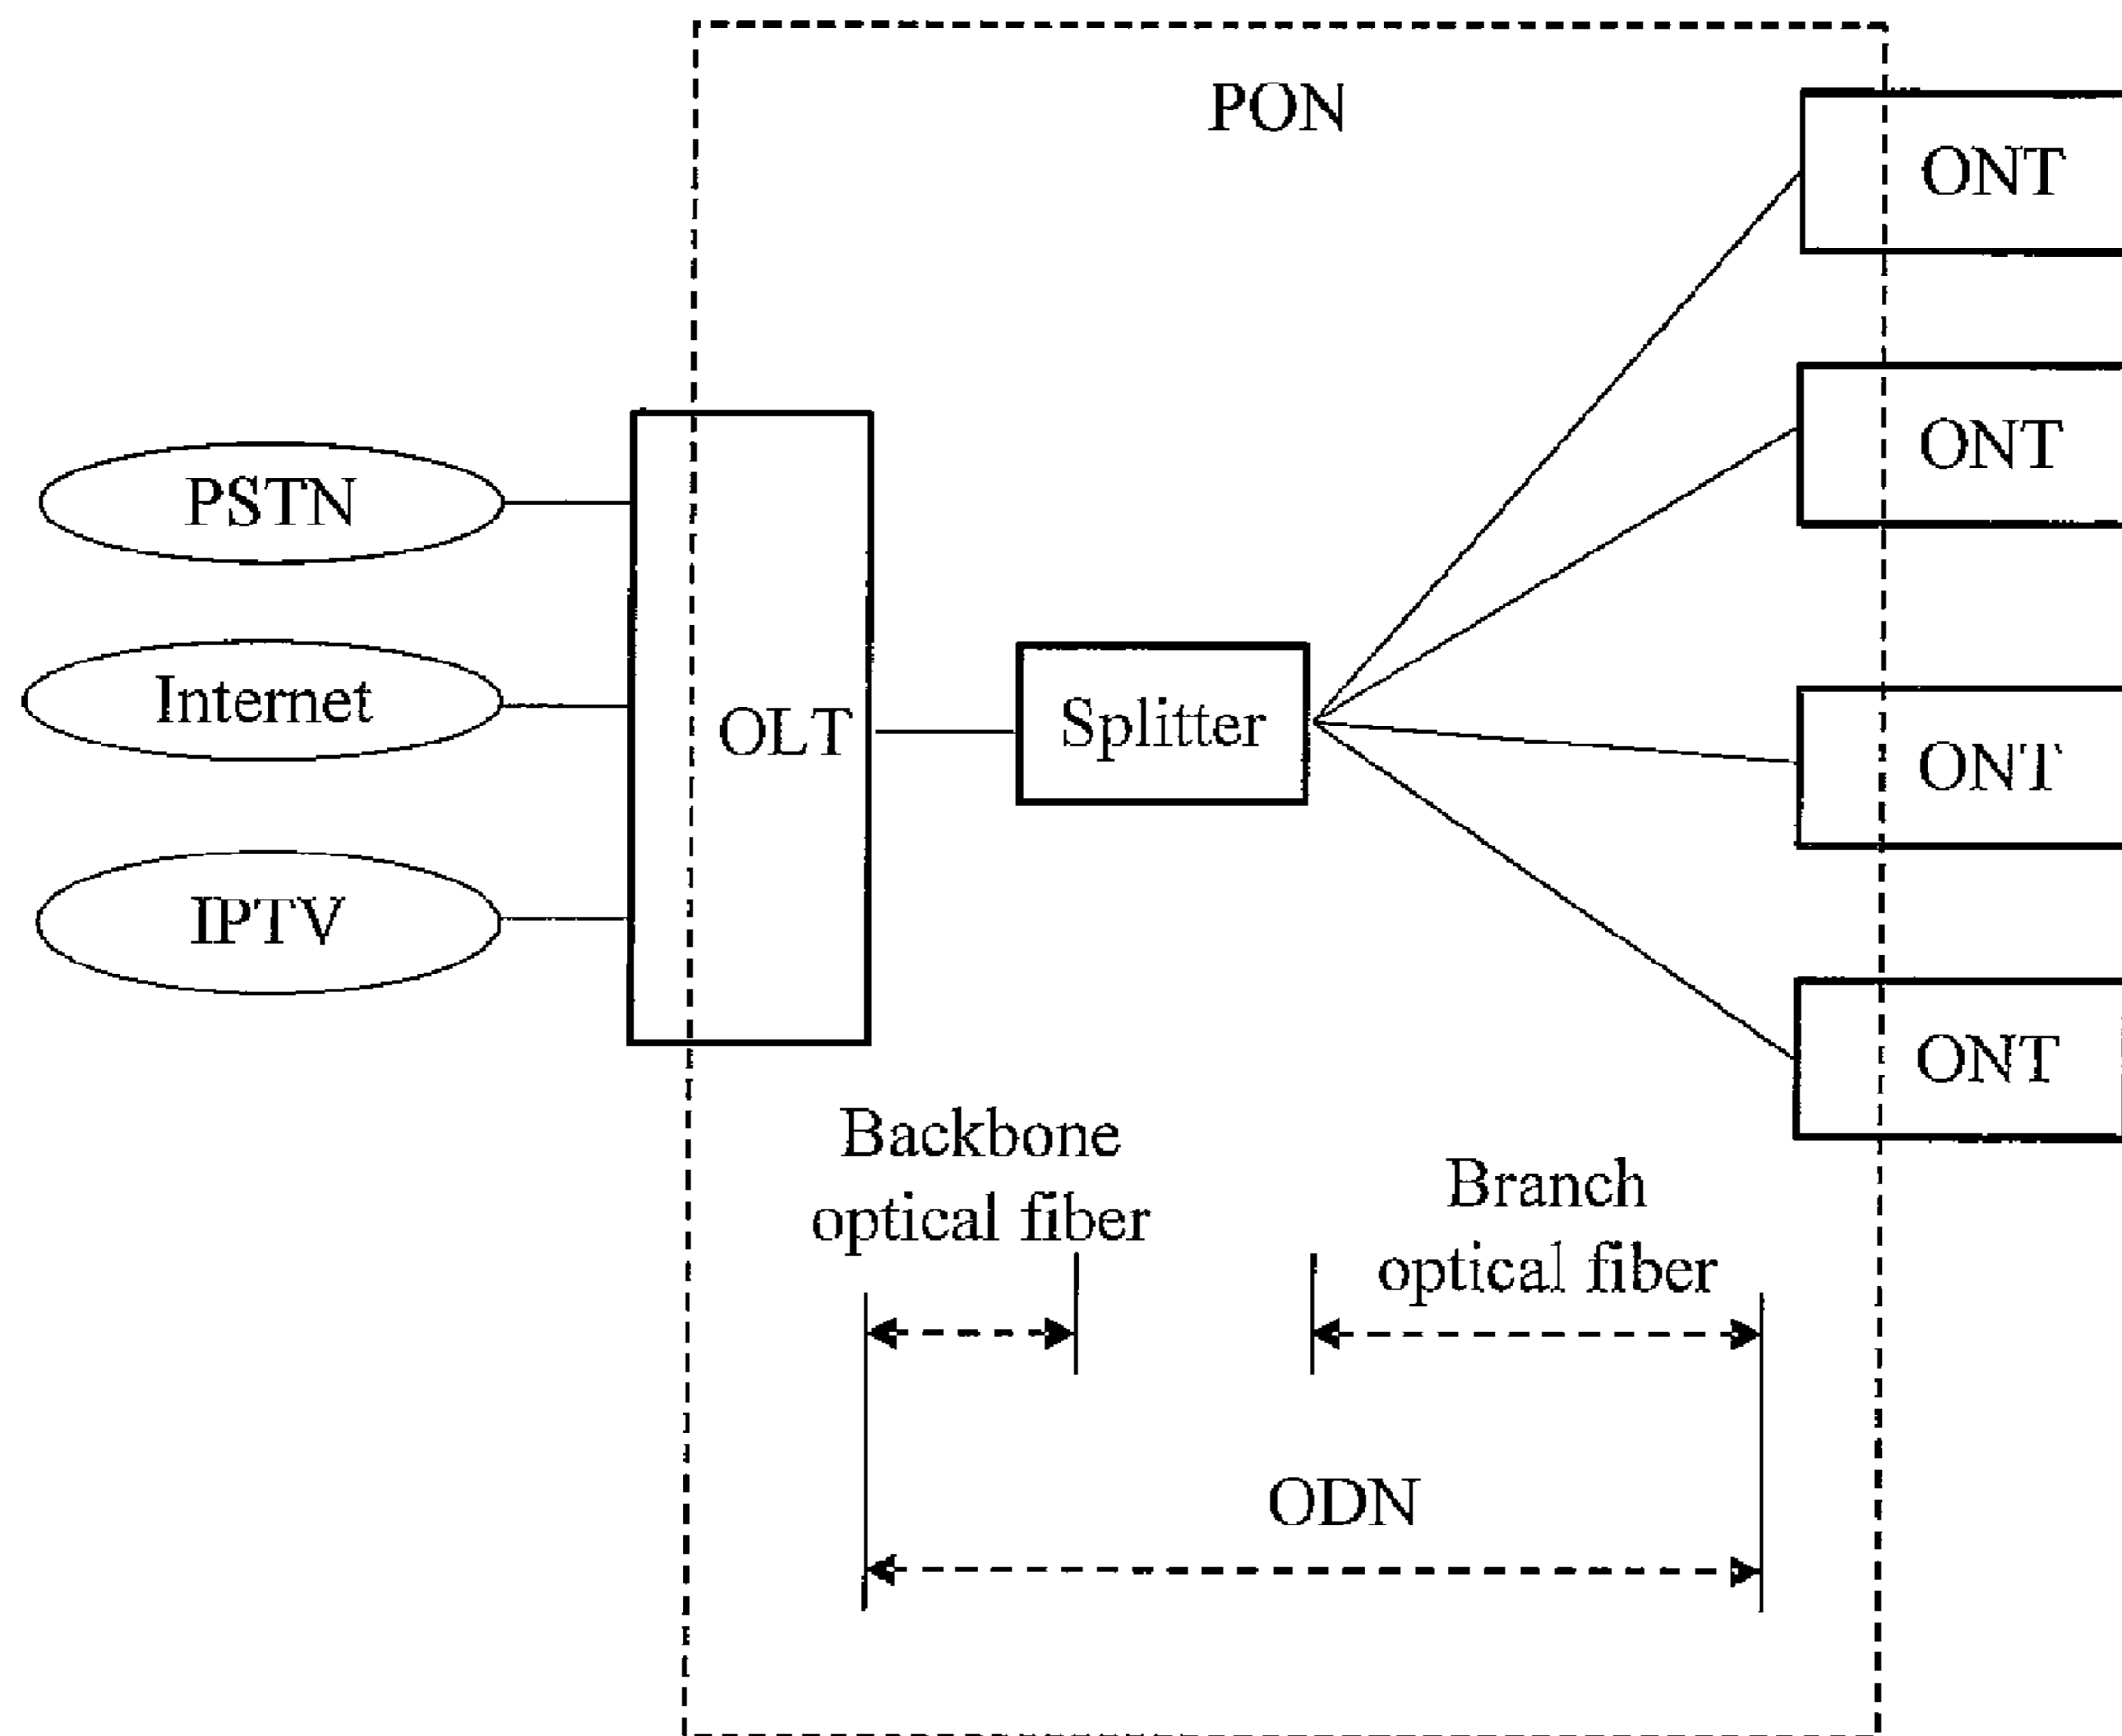 PON
ONT
ONT
PSTN
Internet
OLT
Splitter
ONT
IPTV
ONT
Backbone
optical fiber
Branch
optical fiber
ODN